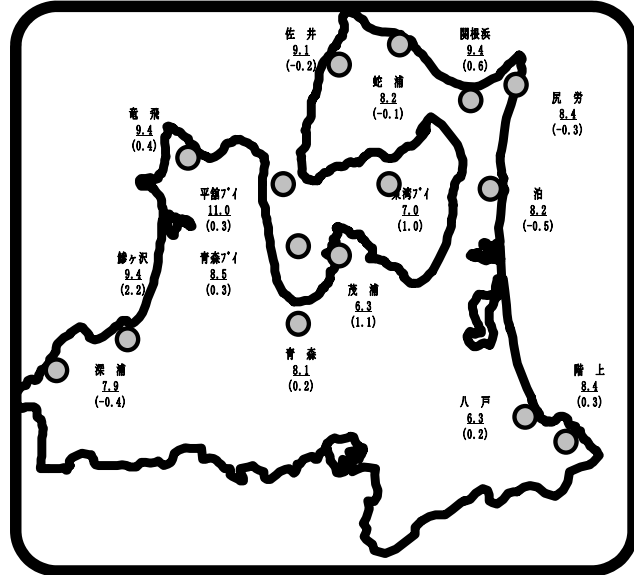 佐 井
9.1
(-0.2)
関根浜
9.4
(0.6)
蛇 浦
8.2
(-0.1)
尻 労
8.4
(-0.3)
竜 飛
9.4
(0.4)
平舘ﾌﾞｲ
11.0
(0.3)
東湾ﾌﾞｲ
7.0
(1.0)
泊
8.2
(-0.5)
鯵ヶ沢
9.4
(2.2)
青森ﾌﾞｲ
8.5
(0.3)
茂 浦
6.3
(1.1)
青 森
8.1
(0.2)
深 浦
7.9
(-0.4)
階 上
8.4
(0.3)
八 戸
6.3
(0.2)